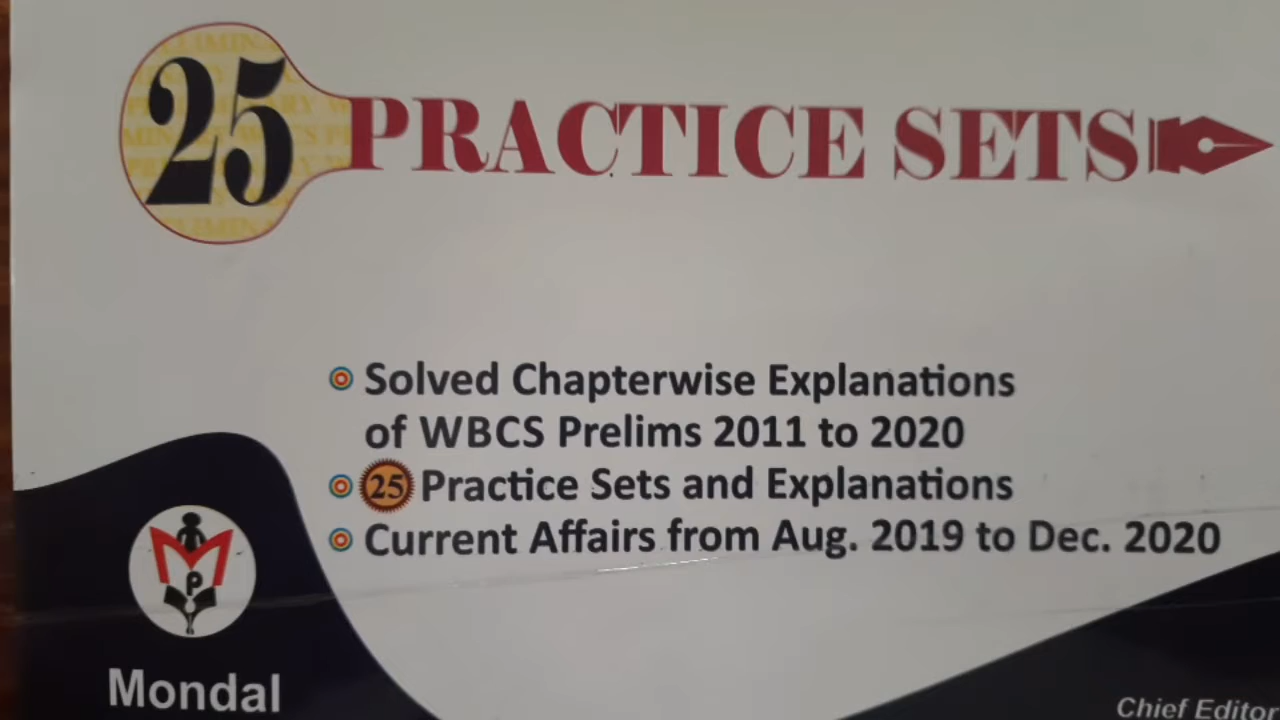 25 PRACTICE SETS
Solved Chapterwise Explanations
of WBCS Prelims 2011 to 2020
25 Practice Sets and Explanations
Current Affairs from Aug. 2019 to Dec. 2020
M
P
Mondal
Chief Editor